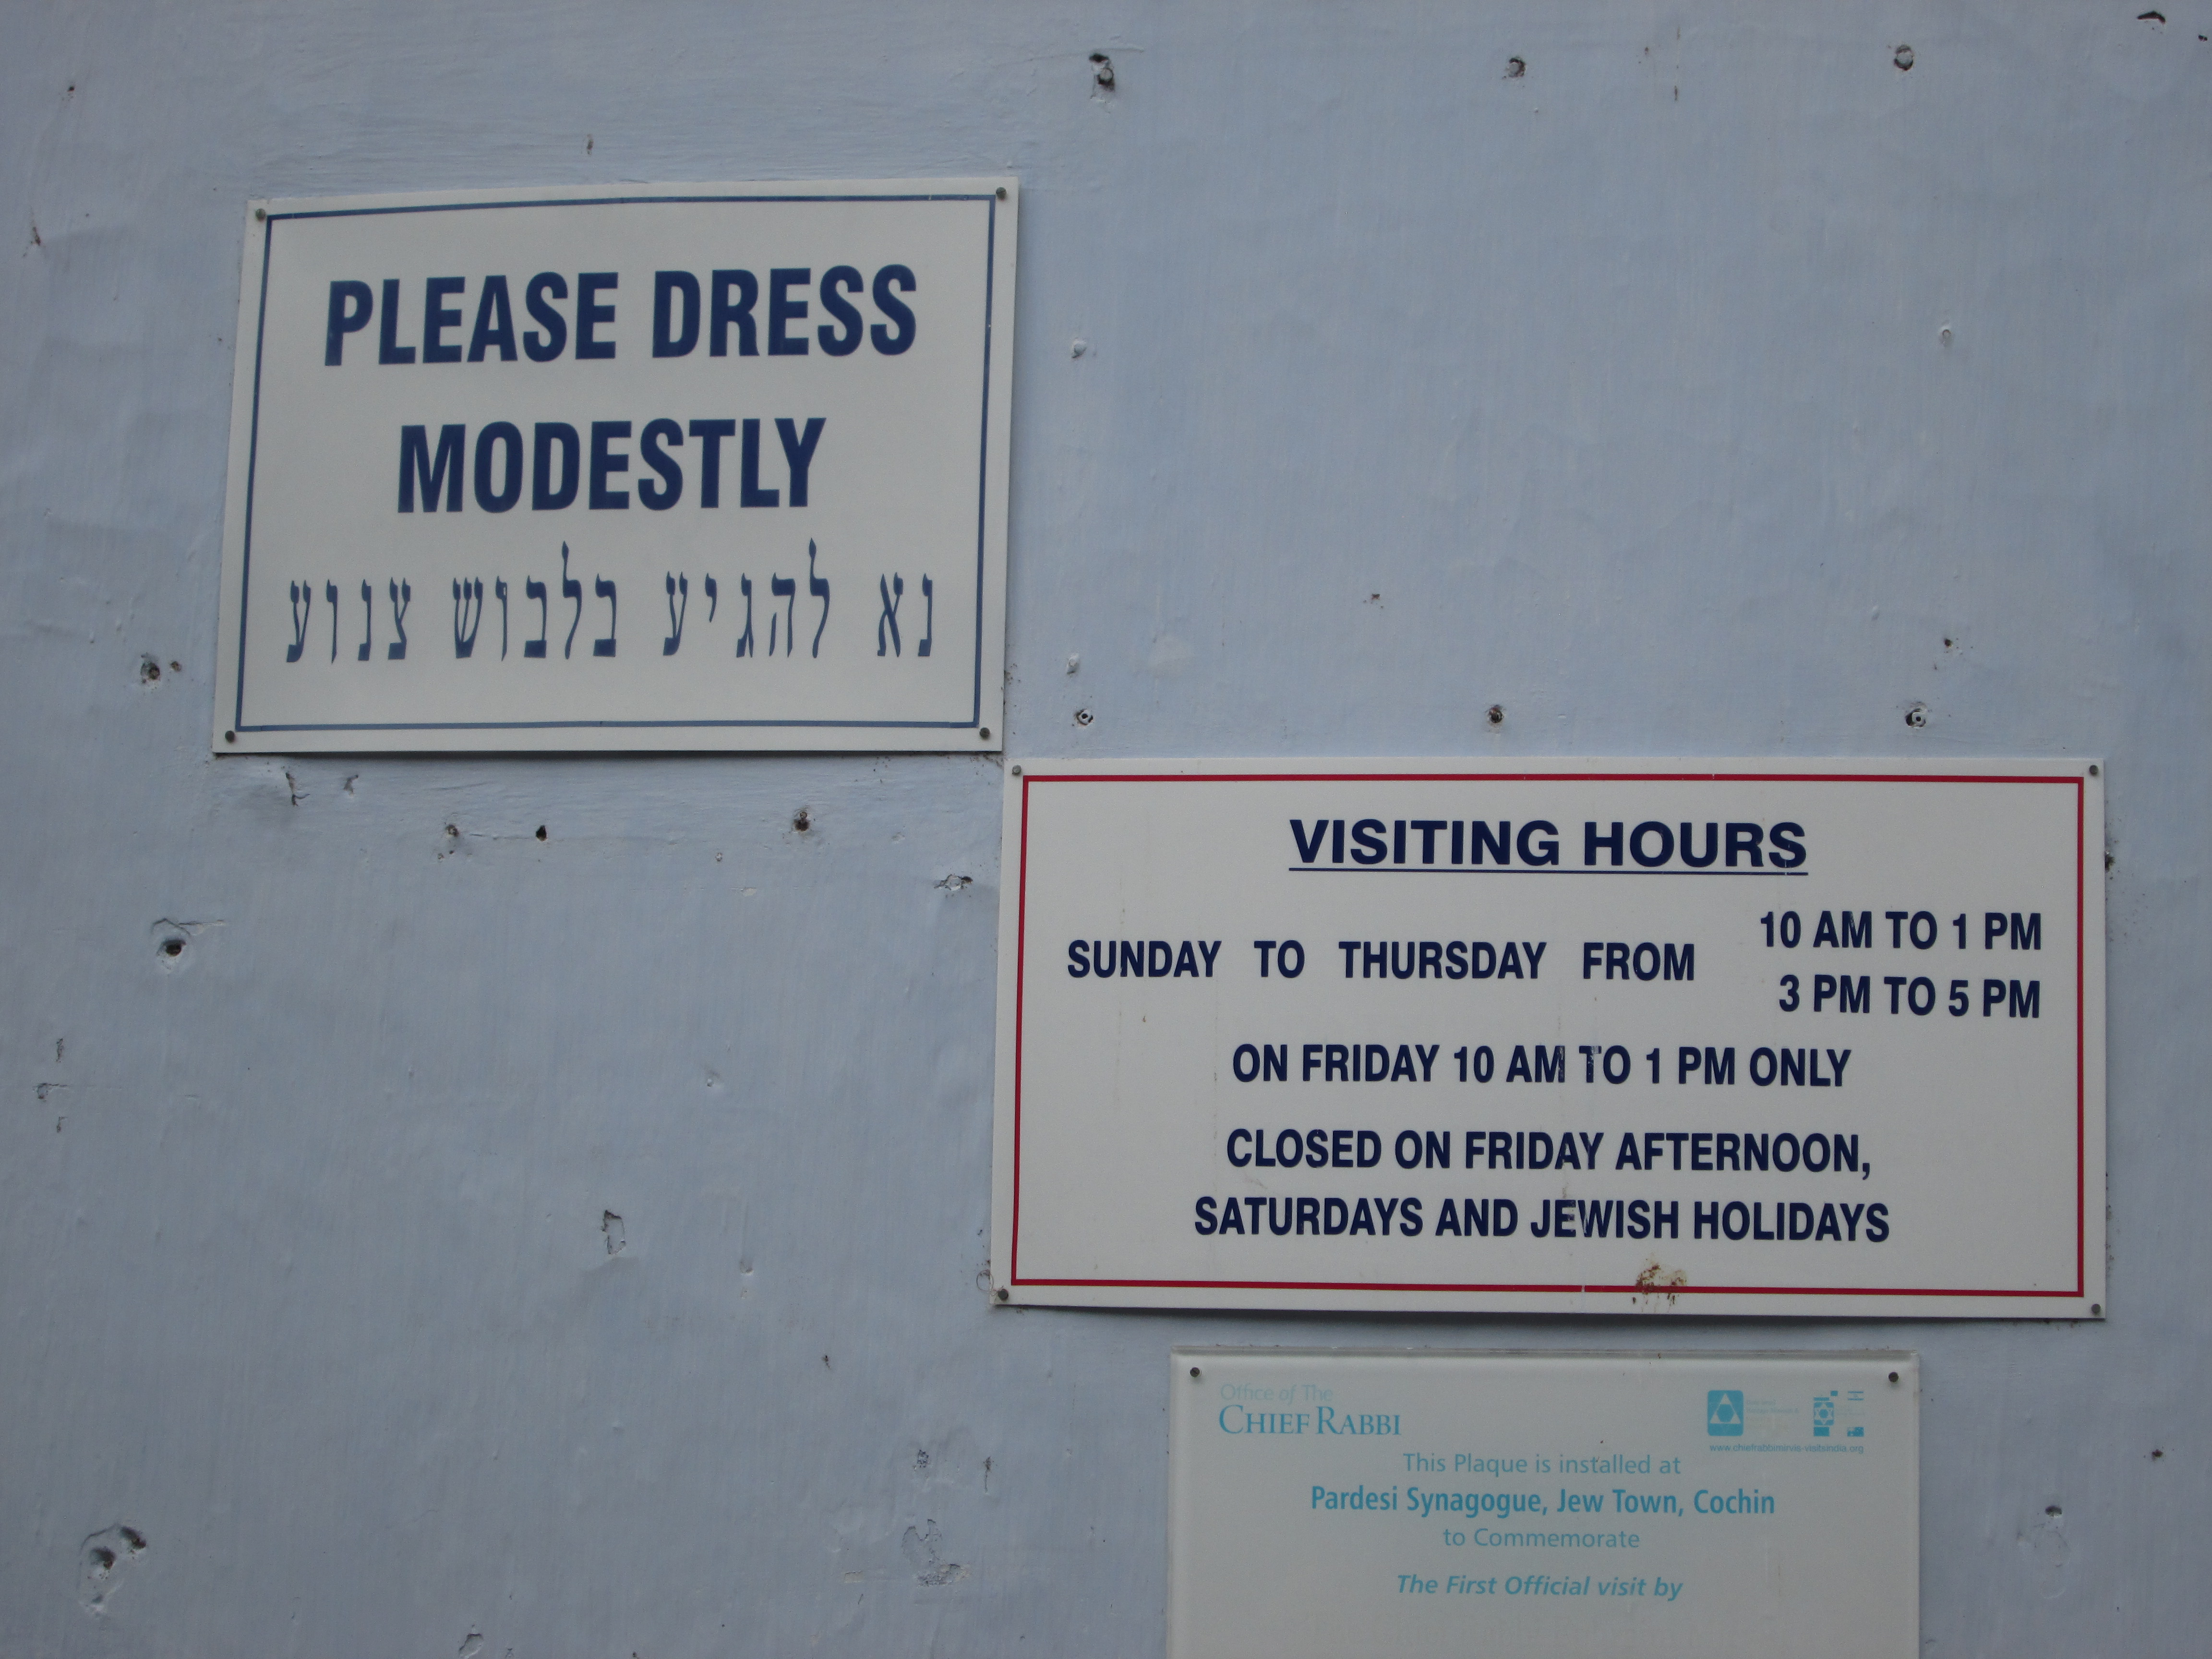 PLEASE DRESS
MODESTLY
נא להגיע בלבוש צנוע
VISITING HOURS
SUNDAY TO THURSDAY FROM
10 AM TO 1 PM
3 PM TO 5 PM
ON FRIDAY 10 AM TO 1 PM ONLY
CLOSED ON FRIDAY AFTERNOON,
SATURDAYS AND JEWISH HOLIDAYS
Office of The
CHIEF RABBI
This Plaque is installed at
Pardesi Synagogue, Jew Town, Cochin
to Commemorate
The First Official visit by